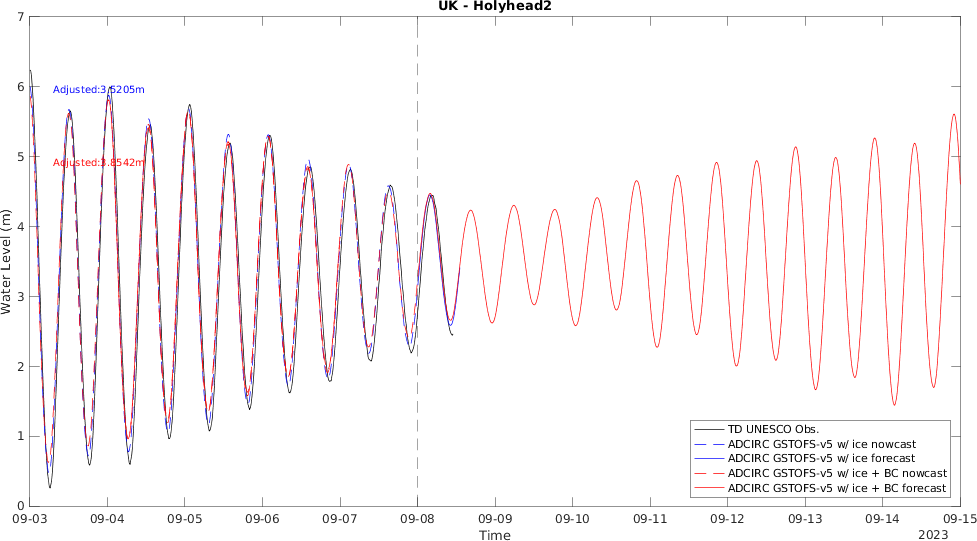 UK - Holyhead2
7
6
5
4
3
2
1
0
Water Level (m)
Adjusted:3.5205m
Adjusted:3.8542m
TD UNESCO Obs.
ADCIRC GSTOFS-v5 w/ ice nowcast
ADCIRC GSTOFS-v5 w/ ice forecast
ADCIRC GSTOFS-v5 w/ ice + BC nowcast
ADCIRC GSTOFS-v5 w/ ice + BC forecast
09-03 09-04 09-05 09-06 09-07 09-08 09-09 09-10 09-11 09-12 09-13 09-14 09-15
Time
2023